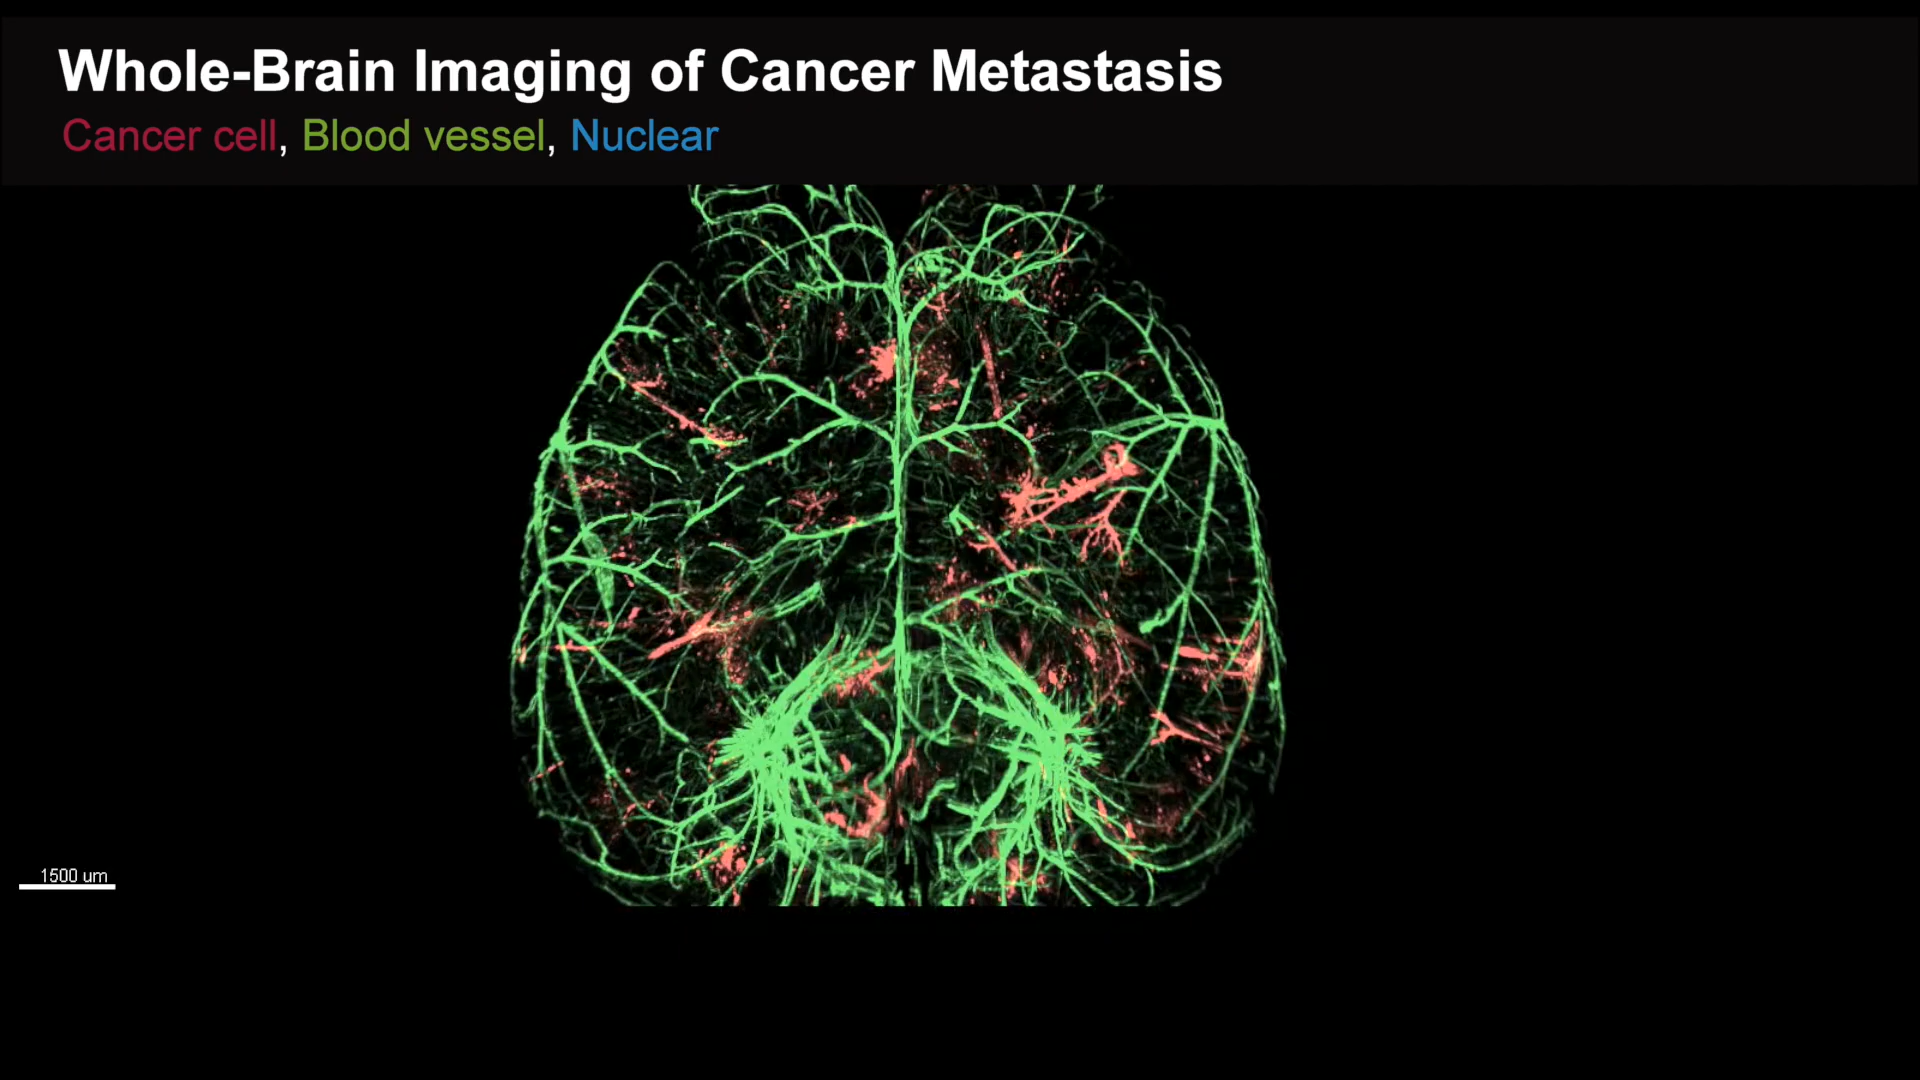 Whole-Brain Imaging of Cancer Metastasis
Cancer cell, Blood vessel, Nuclear
1500 um